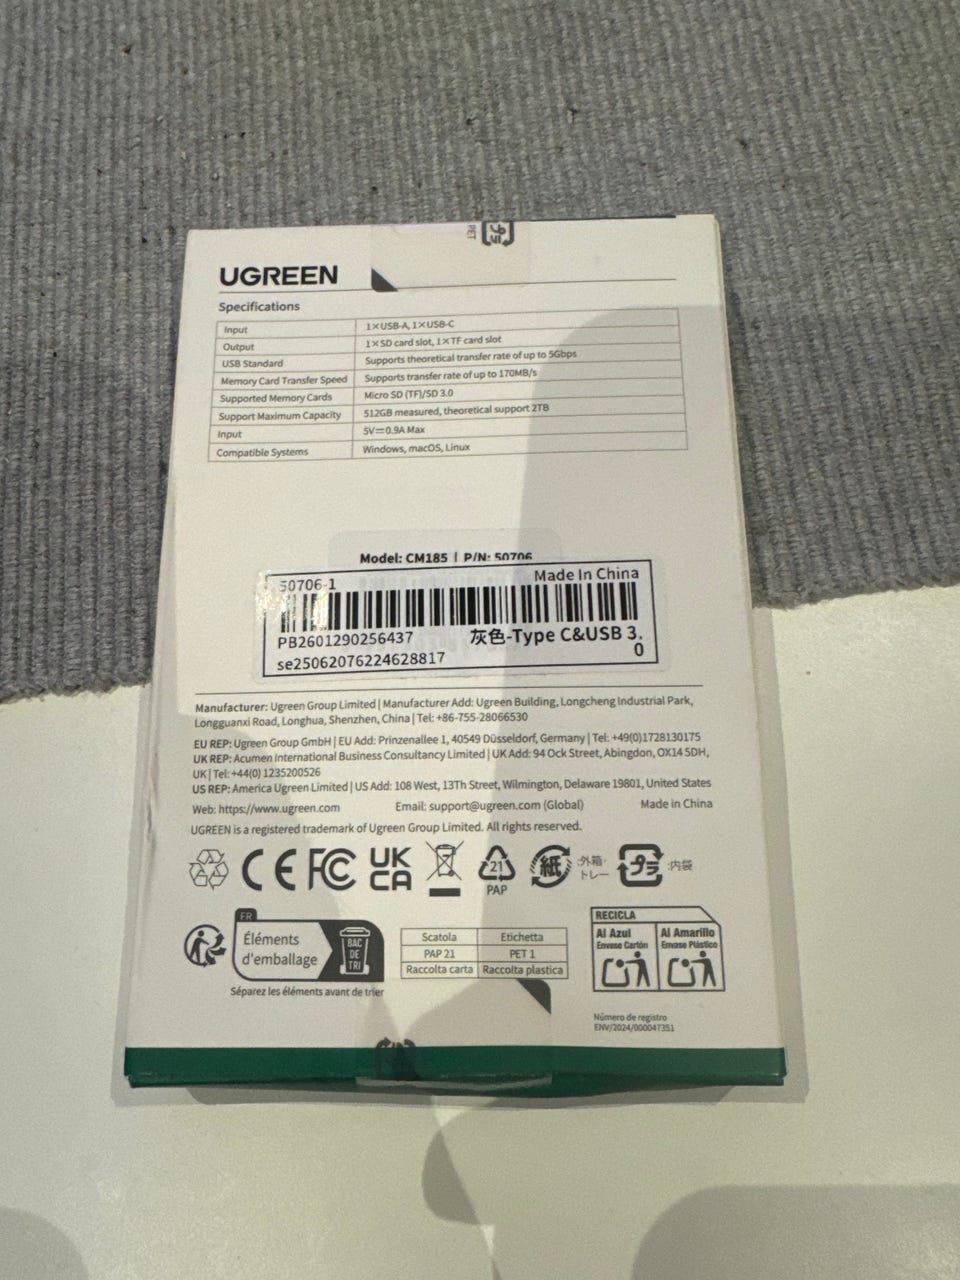 PET
プラ
UGREEN
Specifications
Input 1×USB-A, 1×USB-C
Output 1×SD card slot, 1×TF card slot
USB Standard Supports theoretical transfer rate of up to 5Gbps
Memory Card Transfer Speed Supports transfer rate of up to 170MB/s
Supported Memory Cards Micro SD (TF)/SD 3.0
Support Maximum Capacity 512GB measured, theoretical support 2TB
Input 5V⎓0.9A Max
Compatible Systems Windows, macOS, Linux
Model: CM185 | P/N: 50706
50706-1 Made In China
PB2601290256437 灰色-Type C&USB 3.
0
se25062076224628817
Manufacturer: Ugreen Group Limited | Manufacturer Add: Ugreen Building, Longcheng Industrial Park,
Longguanxi Road, Longhua, Shenzhen, China | Tel: +86-755-28066530
EU REP: Ugreen Group GmbH | EU Add: Prinzenallee 1, 40549 Düsseldorf, Germany | Tel: +49(0)1728130175
UK REP: Acumen International Business Consultancy Limited | UK Add: 94 Ock Street, Abingdon, OX14 5DH,
UK | Tel: +44(0) 1235200526
US REP: America Ugreen Limited | US Add: 108 West, 13Th Street, Wilmington, Delaware 19801, United States
Web: https://www.ugreen.com Email: support@ugreen.com (Global) Made in China
UGREEN is a registered trademark of Ugreen Group Limited. All rights reserved.
CE FC UK CA 21 PAP 紙 :外箱・トレー プラ :内袋
FR
Éléments
d'emballage
BAC
DE
TRI
Séparez les éléments avant de trier
Scatola Etichetta
PAP 21 PET 1
Raccolta carta Raccolta plastica
RECICLA
Al Azul Al Amarillo
Envase Cartón Envase Plástico
Número de registro
ENV/2024/000047351